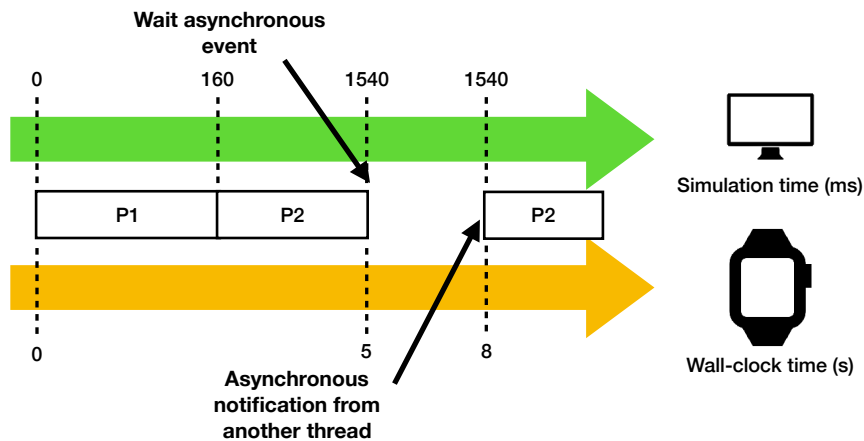 Wait asynchronous
event
0 160 1540 1540
Simulation time (ms)
P1 P2 P2
0 5 8
Wall-clock time (s)
Asynchronous
notification from
another thread